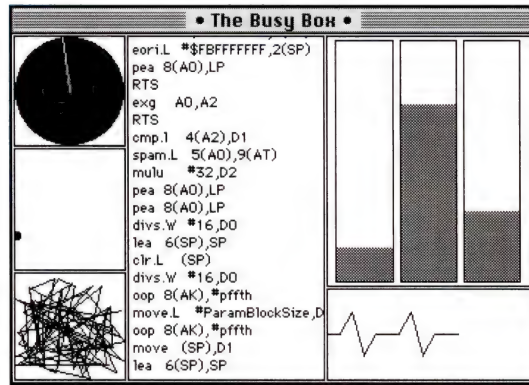 • The Busy Box •
eori.L #$FBFFFFFFF,2(SP)
pea 8(A0),LP
RTS
exg A0,A2
RTS
cmp.l 4(A2),D1
spam.L 5(A0),9(AT)
mulu #32,D2
pea 8(A0),LP
pea 8(A0),LP
divs.W #16,D0
lea 6(SP),SP
clr.L (SP)
divs.W #16,D0
oop 8(AK),#pffth
move.L #ParamBlockSize,D
oop 8(AK),#pffth
move (SP),D1
lea 6(SP),SP